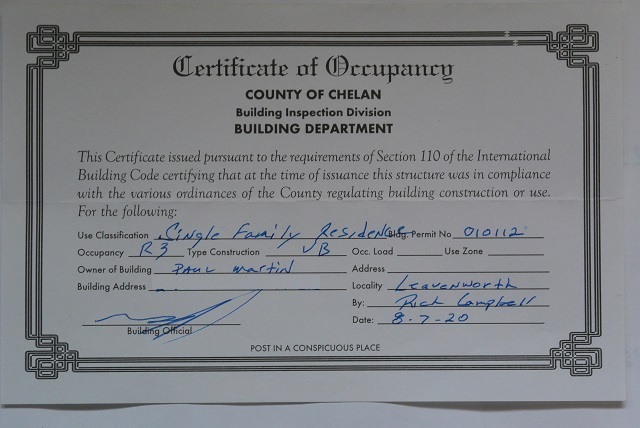 Certificate of Occupancy
COUNTY OF CHELAN
Building Inspection Division
BUILDING DEPARTMENT
This Certificate issued pursuant to the requirements of Section 110 of the International
Building Code certifying that at the time of issuance this structure was in compliance
with the various ordinances of the County regulating building construction or use.
For the following:
Use Classification Single Family Residence Bldg. Permit No 010112
Occupancy R3 Type Construction VB Occ. Load Use Zone
Owner of Building Paul Martin Address
Building Address Locality Leavenworth
By: Rich Campbell
Building Official Date: 8-7-20
POST IN A CONSPICUOUS PLACE